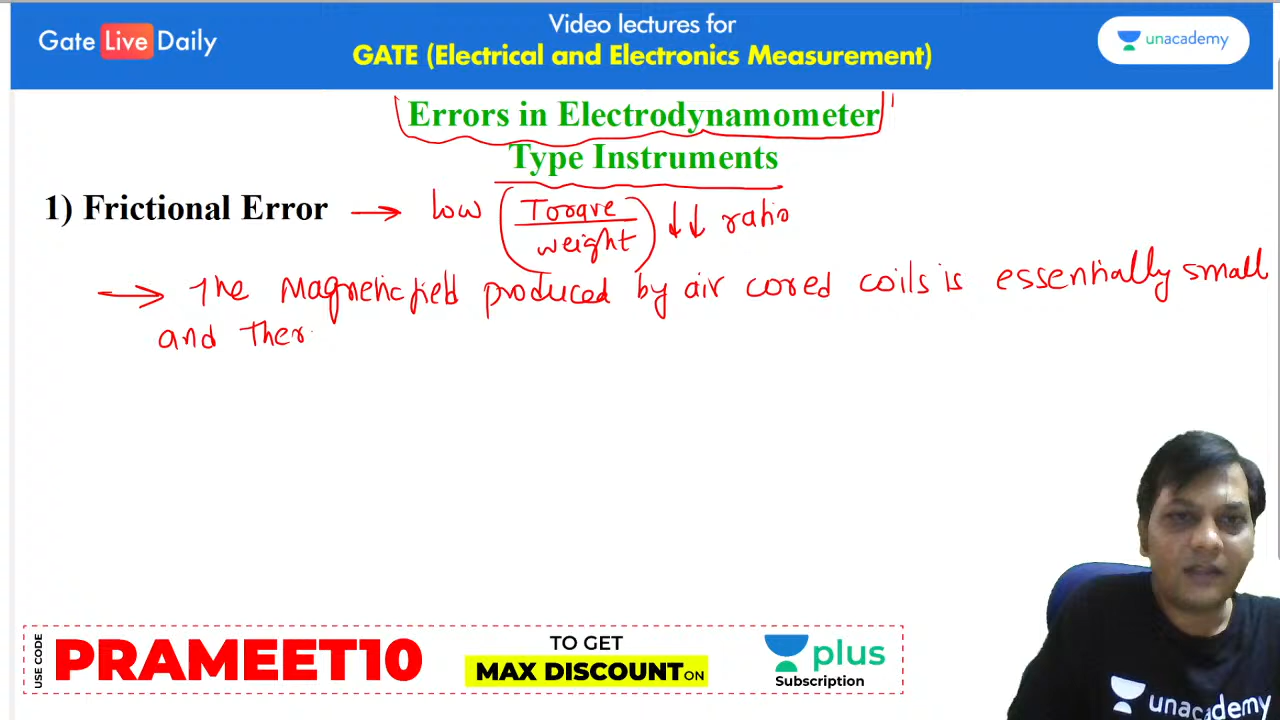 Video lectures for
Gate Live Daily
GATE (Electrical and Electronics Measurement)
unacademy
Errors in Electrodynamometer
Type Instruments
1) Frictional Error → low (Torque/weight) ↓↓ ratio
→ The Magnetic field produced by air cored coils is essentially small
and Ther
USE CODE
PRAMEET10
TO GET
MAX DISCOUNT ON
plus
Subscription
unacademy